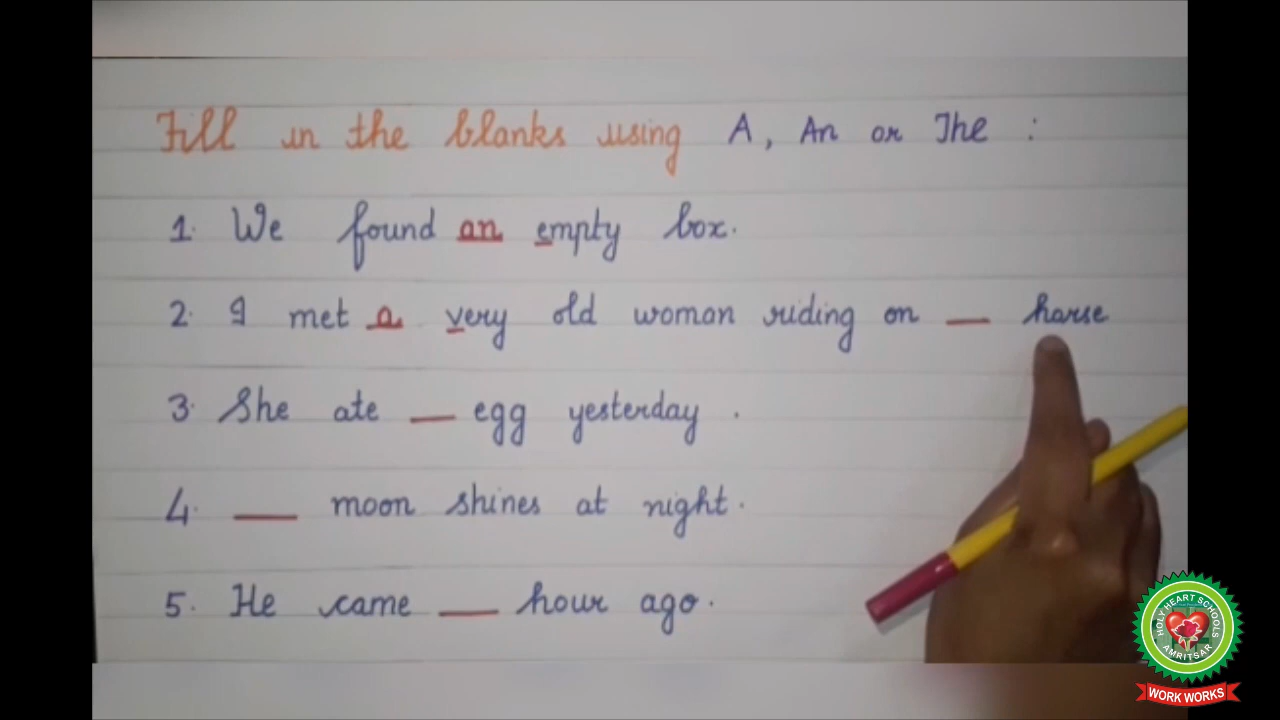 Fill in the blanks using A, An or The :
1. We found an empty box.
2. I met a very old woman riding on __ horse
3. She ate __ egg yesterday .
4. __ moon shines at night.
5. He came __ hour ago.
HOLY HEART SCHOOLS
AMRITSAR
WORK WORKS